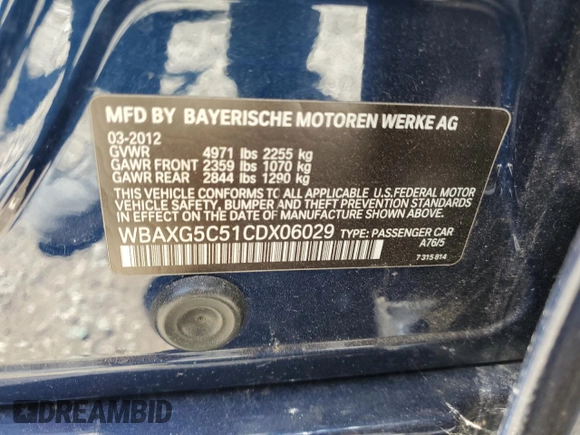 MFD BY BAYERISCHE MOTOREN WERKE AG
03-2012
GVWR 4971 lbs 2255 kg
GAWR FRONT 2359 lbs 1070 kg
GAWR REAR 2844 lbs 1290 kg
THIS VEHICLE CONFORMS TO ALL APPLICABLE U.S.FEDERAL MOTOR
VEHICLE SAFETY, BUMPER AND THEFT PREVENTION STANDARDS
IN EFFECT ON THE DATE OF MANUFACTURE SHOWN ABOVE.
WBAXG5C51CDX06029 TYPE: PASSENGER CAR
A76/5
7 315 814
DREAMBID